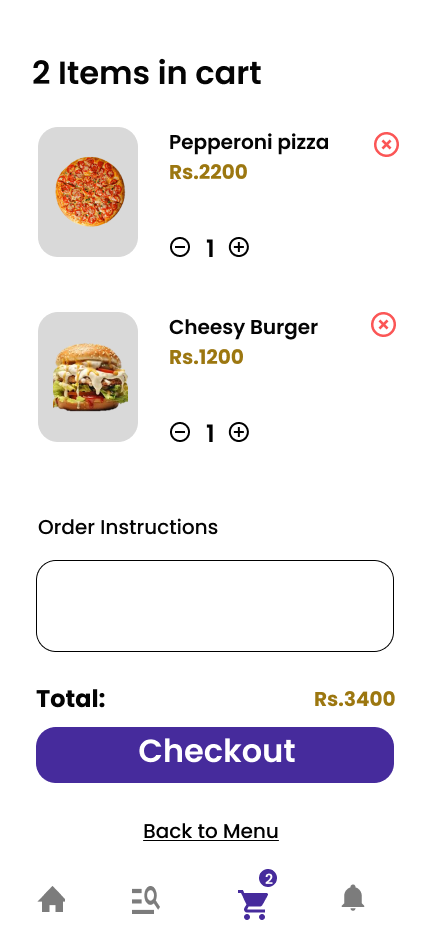 2 Items in cart
Pepperoni pizza
Rs.2200
1
Cheesy Burger
Rs.1200
1
Order Instructions
Total:
Rs.3400
Checkout
Back to Menu
2